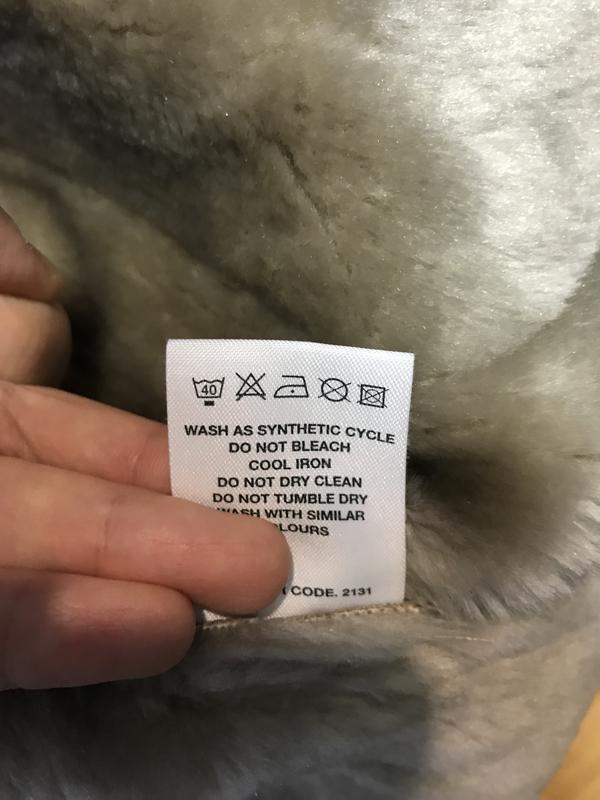 40
WASH AS SYNTHETIC CYCLE
DO NOT BLEACH
COOL IRON
DO NOT DRY CLEAN
DO NOT TUMBLE DRY
WASH WITH SIMILAR
CODE. 2131